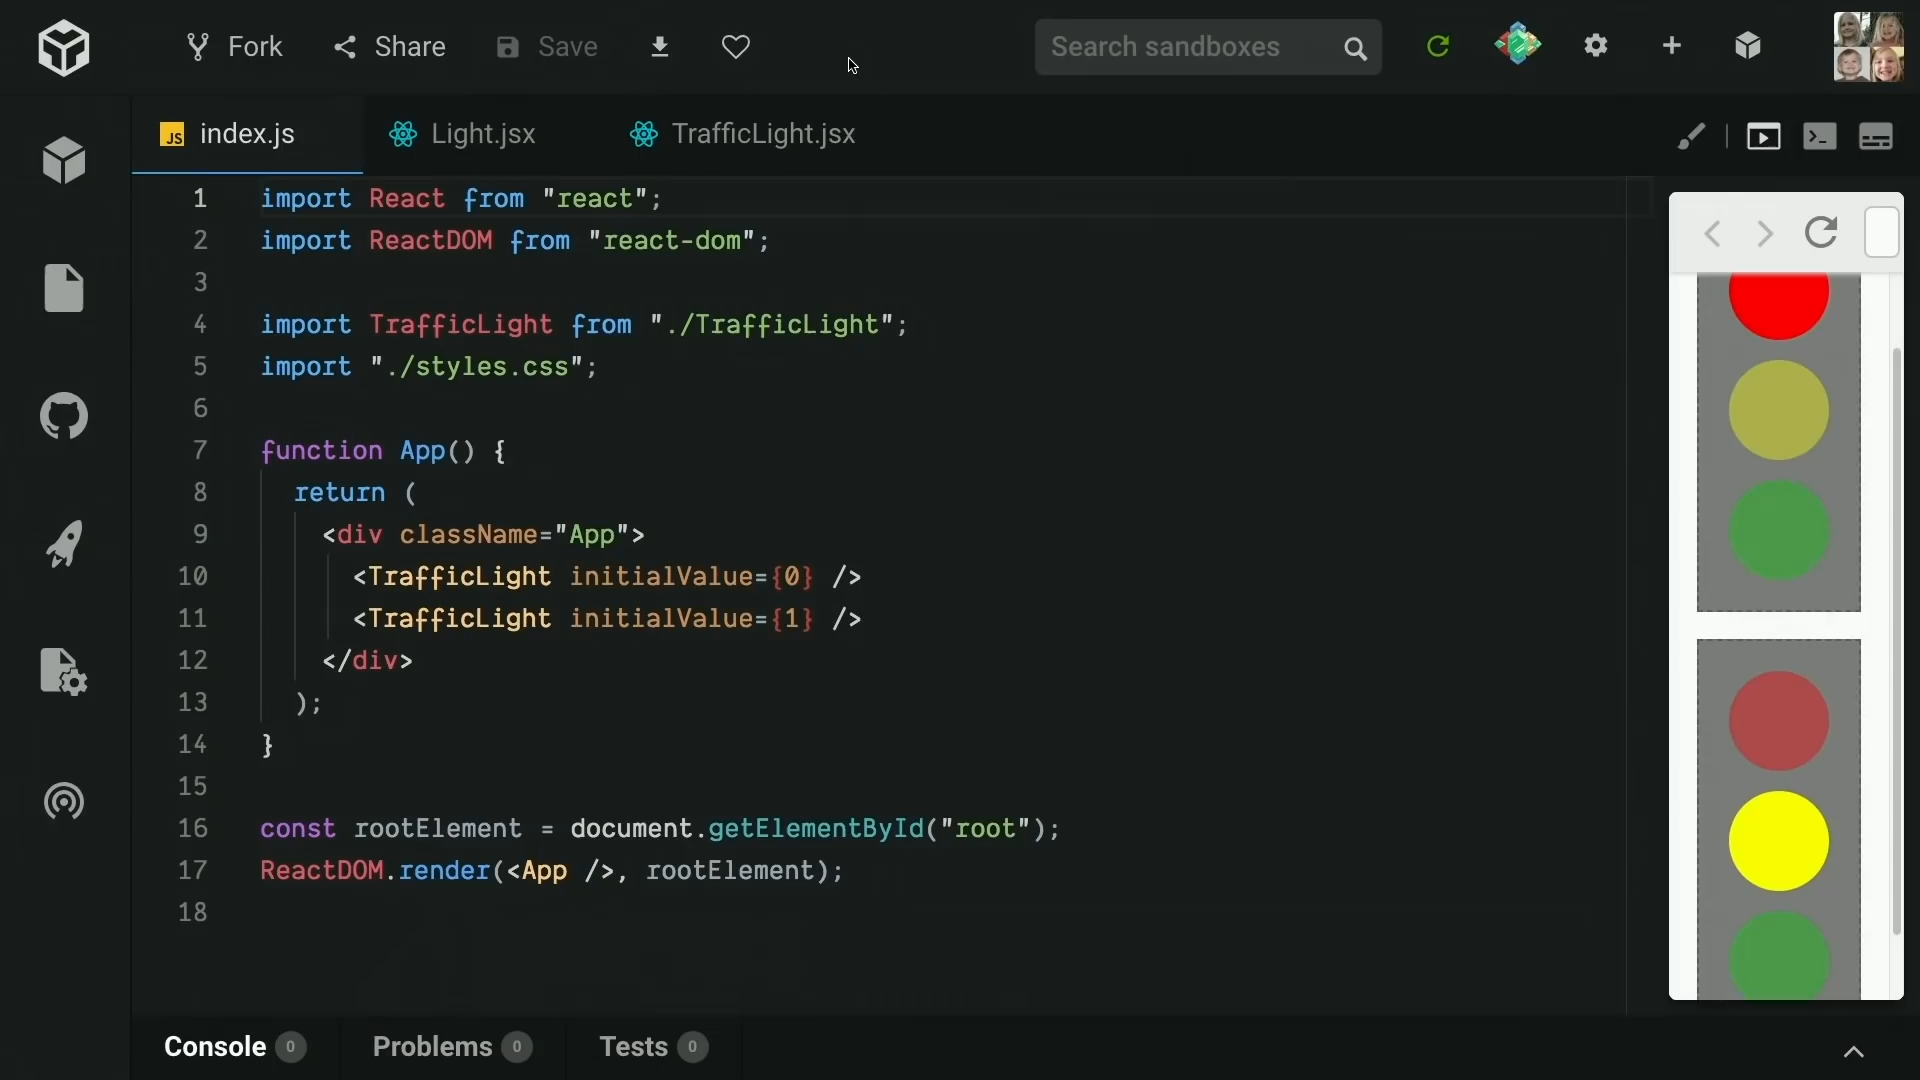 Fork Share Save Search sandboxes
JS index.js Light.jsx TrafficLight.jsx
1 import React from "react";
2 import ReactDOM from "react-dom";
3
4 import TrafficLight from "./TrafficLight";
5 import "./styles.css";
6
7 function App() {
8 return (
9 <div className="App">
10 <TrafficLight initialValue={0} />
11 <TrafficLight initialValue={1} />
12 </div>
13 );
14 }
15
16 const rootElement = document.getElementById("root");
17 ReactDOM.render(<App />, rootElement);
18
Console 0 Problems 0 Tests 0